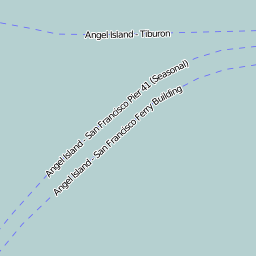 Angel Island - Tiburon
Angel Island - San Francisco Pier 41 (Seasonal)
Angel Island - San Francisco Ferry Building